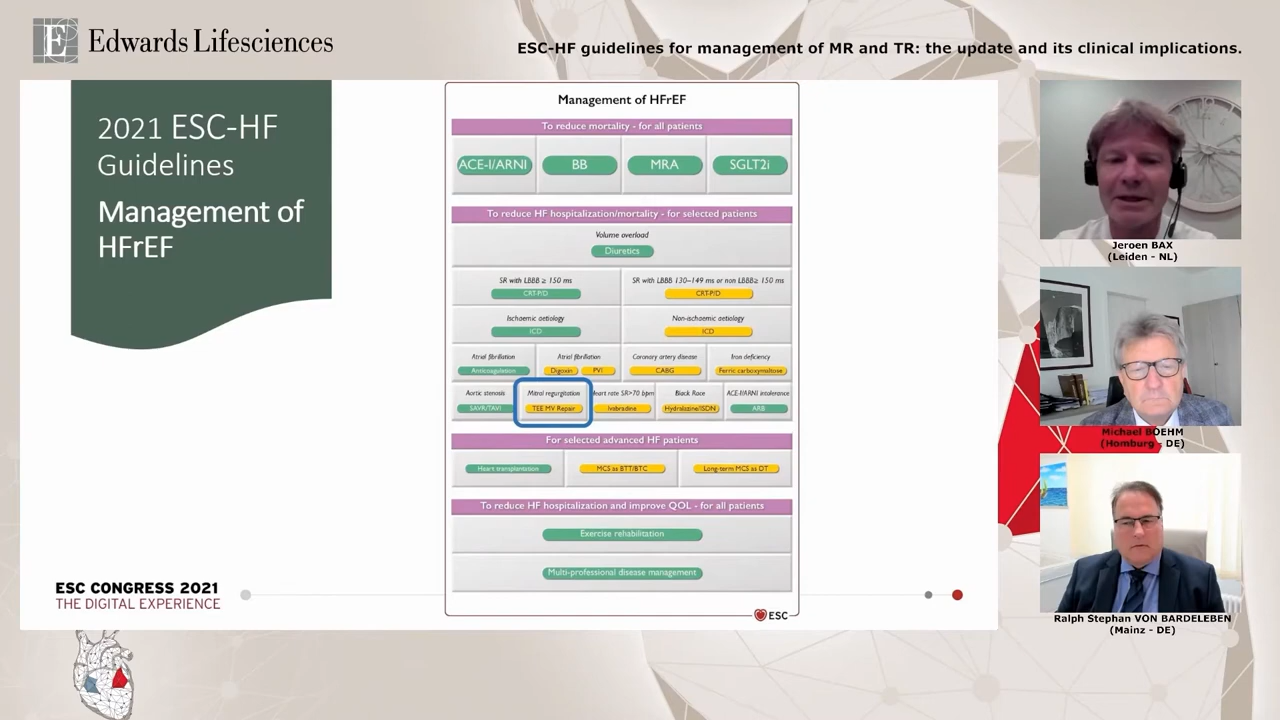 E Edwards Lifesciences
ESC-HF guidelines for management of MR and TR: the update and its clinical implications.
2021 ESC-HF
Guidelines
Management of
HFrEF
Management of HFrEF
To reduce mortality - for all patients
ACE-I/ARNI BB MRA SGLT2i
To reduce HF hospitalization/mortality - for selected patients
Volume overload
Diuretics
SR with LBBB ≥ 150 ms SR with LBBB 130–149 ms or non LBBB≥ 150 ms
CRT-P/D CRT-P/D
Ischaemic aetiology Non-ischaemic aetiology
ICD ICD
Atrial fibrillation Atrial fibrillation Coronary artery disease Iron deficiency
Anticoagulation Digoxin PVI CABG Ferric carboxymaltose
Aortic stenosis Mitral regurgitation Heart rate SR>70 bpm Black Race ACE-I/ARNI intolerance
SAVR/TAVI TEE MV Repair Ivabradine Hydralazine/ISDN ARB
For selected advanced HF patients
Heart transplantation MCS as BTT/BTC Long-term MCS as DT
To reduce HF hospitalization and improve QOL - for all patients
Exercise rehabilitation
Multi-professional disease management
ESC
ESC CONGRESS 2021
THE DIGITAL EXPERIENCE
Jeroen BAX
(Leiden - NL)
Michael BOEHM
(Homburg - DE)
Ralph Stephan VON BARDELEBEN
(Mainz - DE)